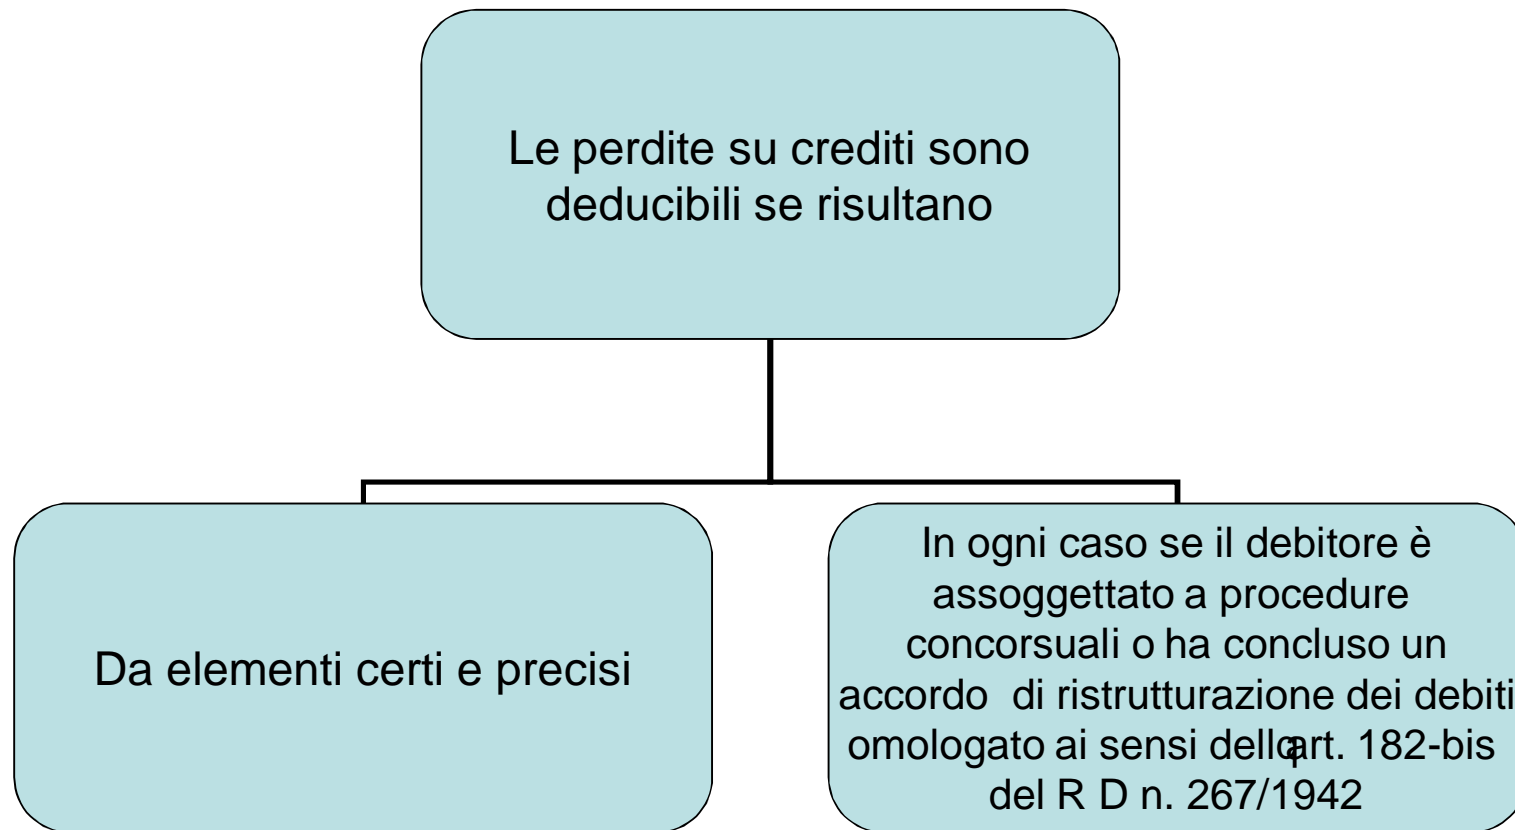 Le perdite su crediti sono
deducibili se risultano
Da elementi certi e precisi
In ogni caso se il debitore è
assoggettato a procedure
concorsuali o ha concluso un
accordo di ristrutturazione dei debiti
omologato ai sensi dellqart. 182-bis
del R D n. 267/1942